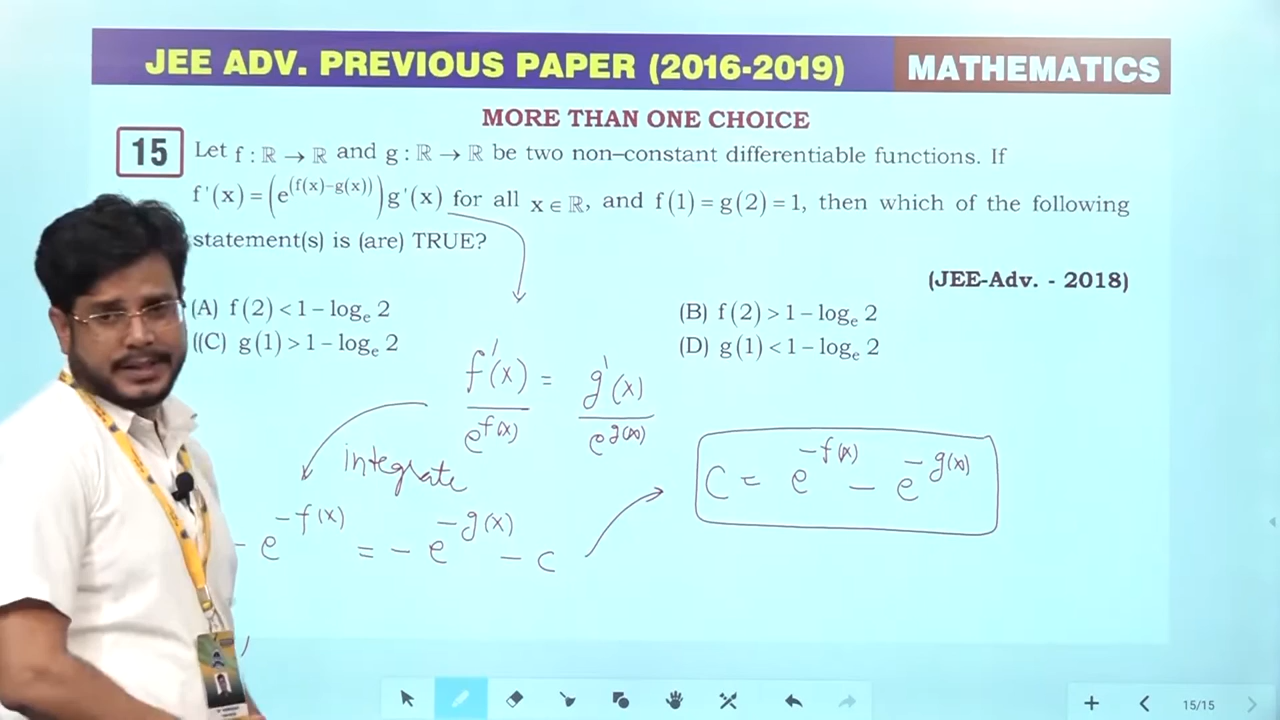 JEE ADV. PREVIOUS PAPER (2016-2019) MATHEMATICS
MORE THAN ONE CHOICE
15 Let f : ℝ → ℝ and g : ℝ → ℝ be two non–constant differentiable functions. If
f'(x) = (e^(f(x)−g(x))) g'(x) for all x ∈ ℝ, and f(1) = g(2) = 1, then which of the following
statement(s) is (are) TRUE?
(JEE-Adv. - 2018)
(A) f(2) < 1 − logₑ 2 (B) f(2) > 1 − logₑ 2
((C) g(1) > 1 − logₑ 2 (D) g(1) < 1 − logₑ 2
f'(x) / e^f(x) = g'(x) / e^g(x)
integrate
C = e^−f(x) − e^−g(x)
- e^−f(x) = − e^−g(x) − c
15/15